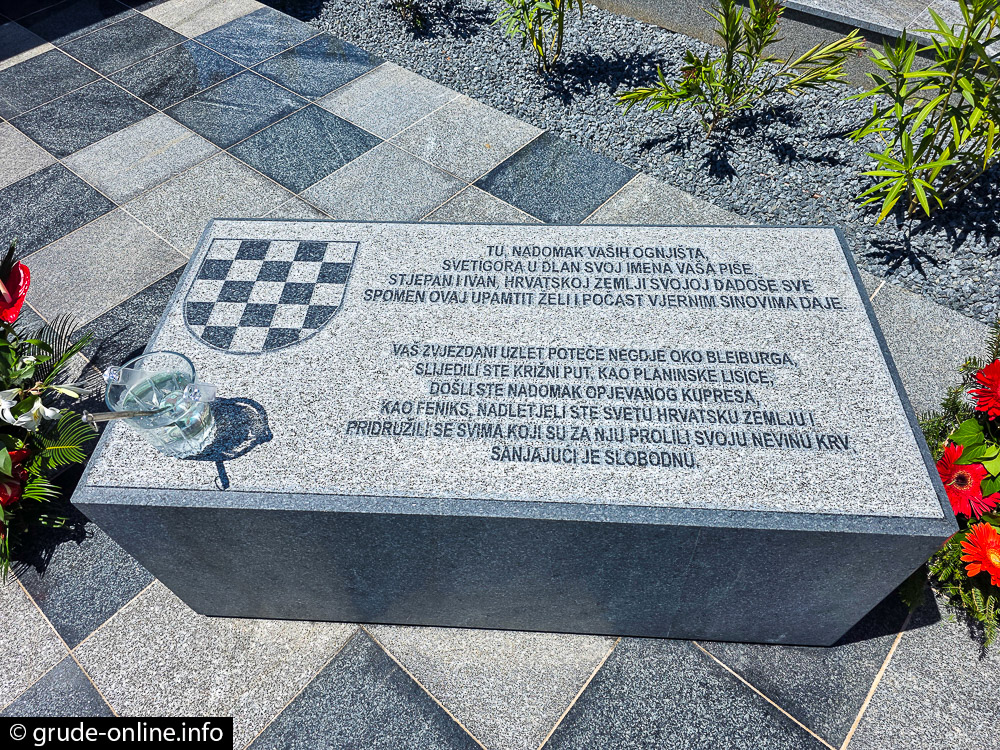 TU, NADOMAK VAŠIH OGNJIŠTA,
SVETIGORA U DLAN SVOJ IMENA VAŠA PIŠE,
STJEPAN I IVAN, HRVATSKOJ ZEMLJI SVOJOJ DADOŠE SVE.
SPOMEN OVAJ UPAMTIT ŽELI I POČAST VJERNIM SINOVIMA DAJE.
VAŠ ZVJEZDANI UZLET POTEČE NEGDJE OKO BLEIBURGA,
SLIJEDILI STE KRIŽNI PUT, KAO PLANINSKE LISICE,
DOŠLI STE NADOMAK OPJEVANOG KUPRESA,
KAO FENIKS, NADLETJELI STE SVETU HRVATSKU ZEMLJU I
PRIDRUŽILI SE SVIMA KOJI SU ZA NJU PROLILI SVOJU NEVINU KRV,
SANJAJUĆI JE SLOBODNU.
© grude-online.info